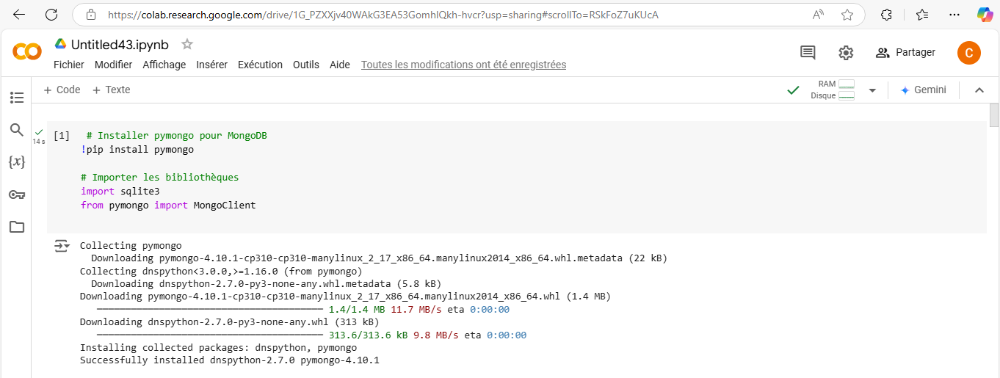 https://colab.research.google.com/drive/1G_PZXXjv40WAkG3EA53GomhIQkh-hvcr?usp=sharing#scrollTo=RSkFoZ7uKUcA
Untitled43.ipynb
Fichier Modifier Affichage Insérer Exécution Outils Aide Toutes les modifications ont été enregistrées
Partager
C
+ Code + Texte
RAM
Disque
Gemini
14 s
[1] # Installer pymongo pour MongoDB
!pip install pymongo
# Importer les bibliothèques
import sqlite3
from pymongo import MongoClient
{x}
Collecting pymongo
Downloading pymongo-4.10.1-cp310-cp310-manylinux_2_17_x86_64.manylinux2014_x86_64.whl.metadata (22 kB)
Collecting dnspython<3.0.0,>=1.16.0 (from pymongo)
Downloading dnspython-2.7.0-py3-none-any.whl.metadata (5.8 kB)
Downloading pymongo-4.10.1-cp310-cp310-manylinux_2_17_x86_64.manylinux2014_x86_64.whl (1.4 MB)
1.4/1.4 MB 11.7 MB/s eta 0:00:00
Downloading dnspython-2.7.0-py3-none-any.whl (313 kB)
313.6/313.6 kB 9.8 MB/s eta 0:00:00
Installing collected packages: dnspython, pymongo
Successfully installed dnspython-2.7.0 pymongo-4.10.1